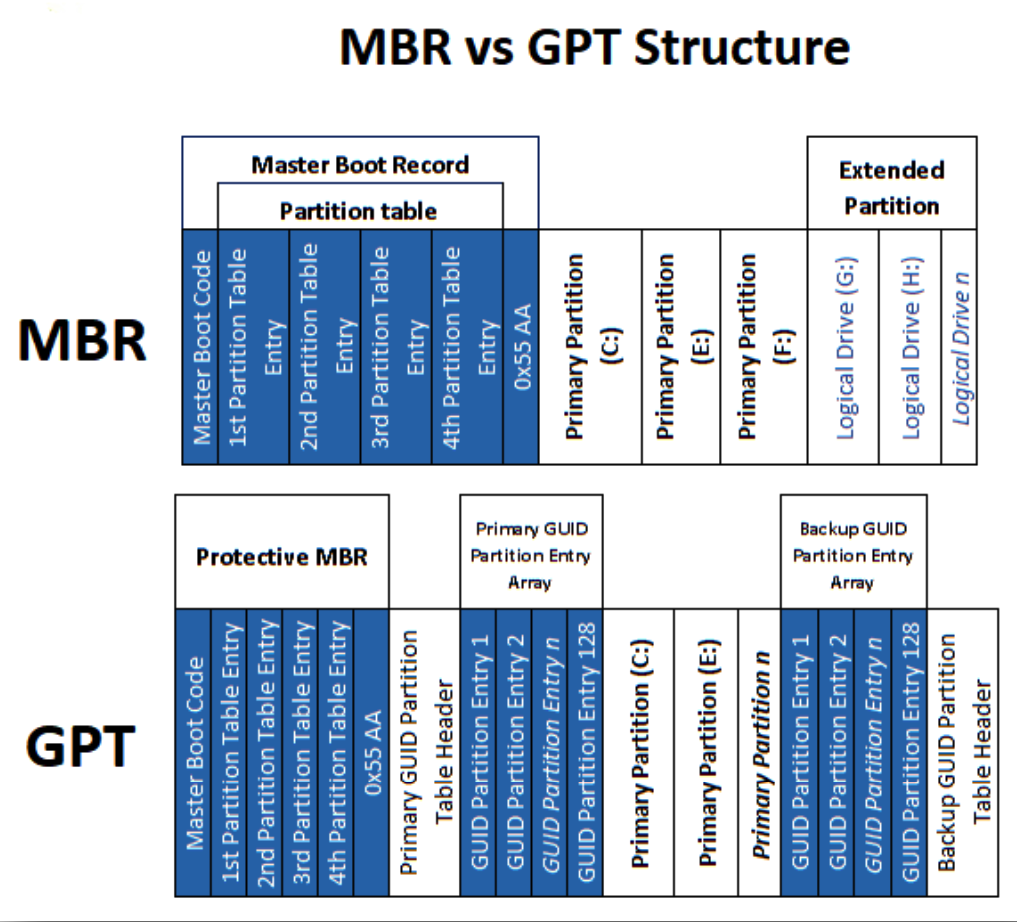 MBR vs GPT Structure
Master Boot Record
Partition table
Extended
Partition
MBR
Master Boot Code
1st Partition Table
Entry
2nd Partition Table
Entry
3rd Partition Table
Entry
4th Partition Table
Entry
0x55 AA
Primary Partition
(C:)
Primary Partition
(E:)
Primary Partition
(F:)
Logical Drive (G:)
Logical Drive (H:)
Logical Drive n
Protective MBR
Primary GUID
Partition Entry
Array
Backup GUID
Partition Entry
Array
GPT
Master Boot Code
1st Partition Table Entry
2nd Partition Table Entry
3rd Partition Table Entry
4th Partition Table Entry
0x55 AA
Primary GUID Partition
Table Header
GUID Partition Entry 1
GUID Partition Entry 2
GUID Partition Entry n
GUID Partition Entry 128
Primary Partition (C:)
Primary Partition (E:)
Primary Partition n
GUID Partition Entry 1
GUID Partition Entry 2
GUID Partition Entry n
GUID Partition Entry 128
Backup GUID Partition
Table Header